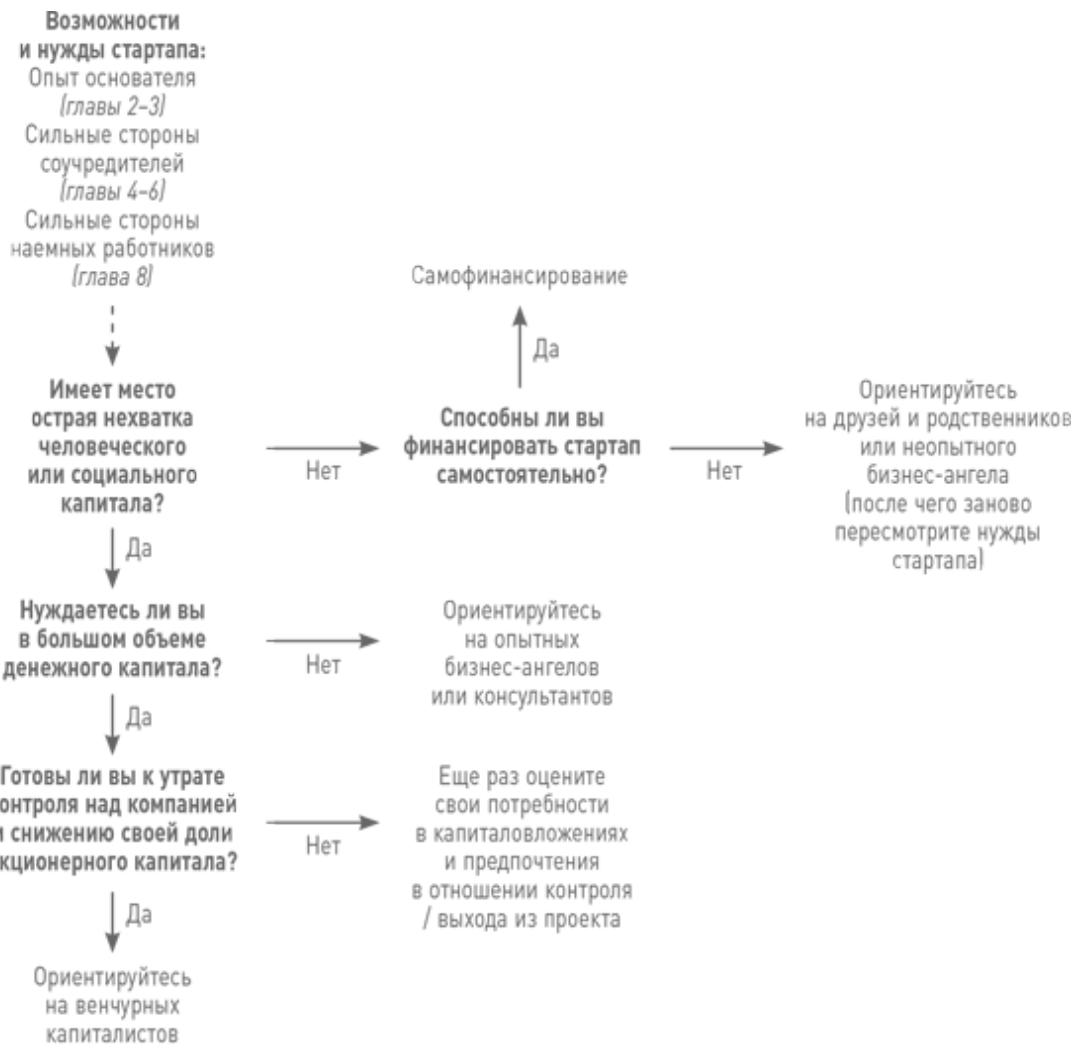 Возможности
и нужды стартапа:
Опыт основателя
(главы 2–3)
Сильные стороны
соучредителей
(главы 4–6)
Сильные стороны
наемных работников
(глава 8)
Самофинансирование
Да
Имеет место
острая нехватка
человеческого
или социального
капитала?
Нет
Способны ли вы
финансировать стартап
самостоятельно?
Нет
Ориентируйтесь
на друзей и родственников
или неопытного
бизнес-ангела
(после чего заново
пересмотрите нужды
стартапа)
Да
Нуждаетесь ли вы
в большом объеме
денежного капитала?
Нет
Ориентируйтесь
на опытных
бизнес-ангелов
или консультантов
Да
Готовы ли вы к утрате
онтроля над компанией
и снижению своей доли
кционерного капитала?
Нет
Еще раз оцените
свои потребности
в капиталовложениях
и предпочтения
в отношении контроля
/ выхода из проекта
Да
Ориентируйтесь
на венчурных
капиталистов